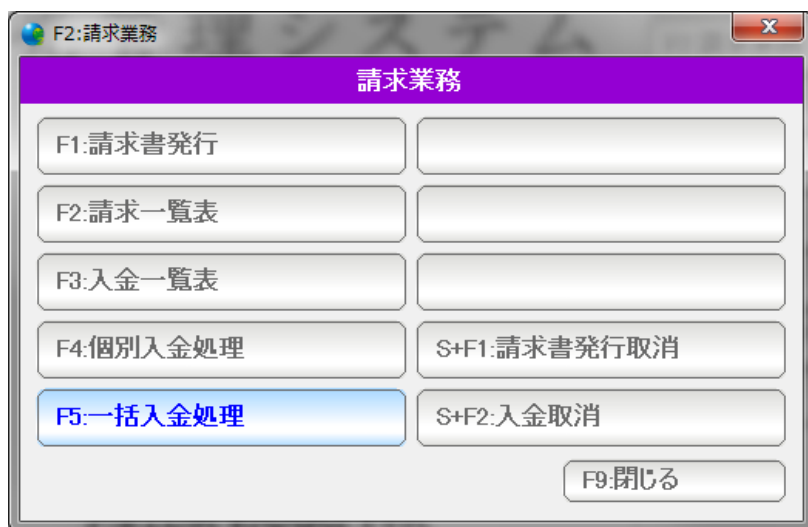 F2:請求業務
請求業務
F1:請求書発行
F2:請求一覧表
F3:入金一覧表
F4:個別入金処理
S+F1:請求書発行取消
F5:一括入金処理
S+F2:入金取消
F9:閉じる